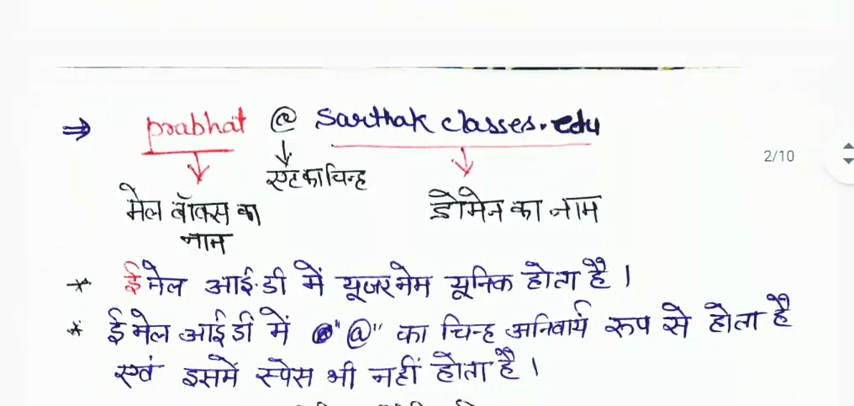 ⇒ prabhat @ Sarthak classes.edu
2/10
एट का चिन्ह
मेल बॉक्स का डोमेन का नाम
नाम
* ईमेल आई.डी में यूजरनेम यूनिक होता है।
* ईमेल आई डी में "@" का चिन्ह अनिवार्य रूप से होता है
एवं इसमें स्पेस भी नहीं होता है।